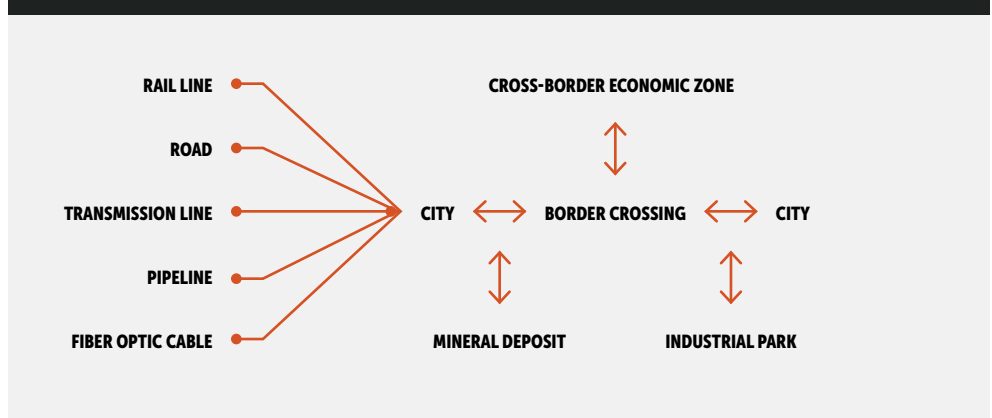 RAIL LINE
CROSS-BORDER ECONOMIC ZONE
ROAD
TRANSMISSION LINE
CITY
BORDER CROSSING
CITY
PIPELINE
FIBER OPTIC CABLE
MINERAL DEPOSIT
INDUSTRIAL PARK